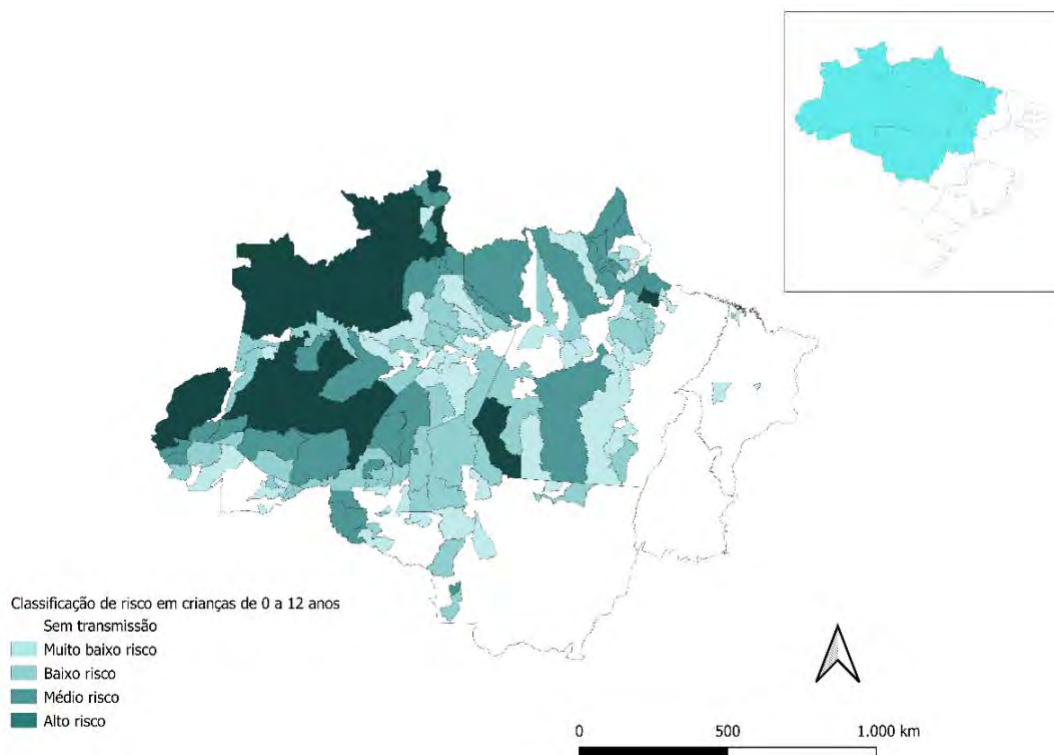 Classificação de risco em crianças de 0 a 12 anos
Sem transmissão
Muito baixo risco
Baixo risco
Médio risco
Alto risco
0 500 1.000 km